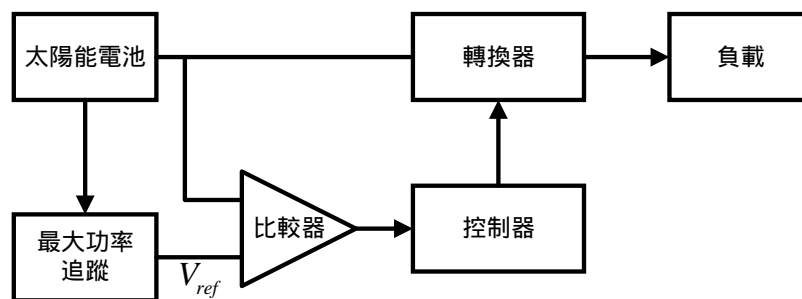 太陽能電池
轉換器
負載
比較器
控制器
最大功率
追蹤
V_ref